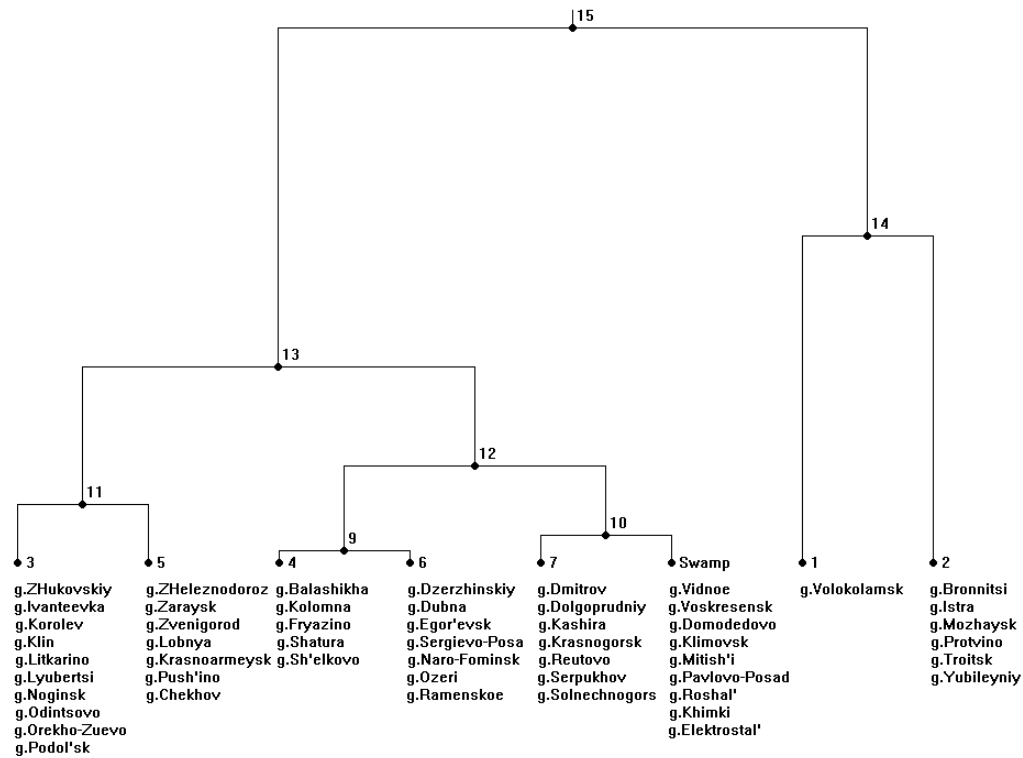 15
14
13
12
11
10
9
3
5
4
6
7
Swamp
1
2
g.ZHukovskiy
g.Ivanteevka
g.Korolev
g.Klin
g.Litkarino
g.Lyubertsi
g.Noginsk
g.Odintsovo
g.Orekho-Zuevo
g.Podol'sk
g.ZHeleznodoroz
g.Zaraysk
g.Zvenigorod
g.Lobnya
g.Krasnoarmeysk
g.Push'ino
g.Chekhov
g.Balashikha
g.Kolomna
g.Fryazino
g.Shatura
g.Sh'elkovo
g.Dzerzhinskiy
g.Dubna
g.Egor'evsk
g.Sergievo-Posa
g.Naro-Fominsk
g.Ozeri
g.Ramenskoe
g.Dmitrov
g.Dolgoprudniy
g.Kashira
g.Krasnogorsk
g.Reutovo
g.Serpukhov
g.Solnechnogors
g.Vidnoe
g.Voskresensk
g.Domodedovo
g.Klimovsk
g.Mitish'i
g.Pavlovo-Posad
g.Roshal'
g.Khimki
g.Elektrostal'
g.Volokolamsk
g.Bronnitsi
g.Istra
g.Mozhaysk
g.Protvino
g.Troitsk
g.Yubileyniy